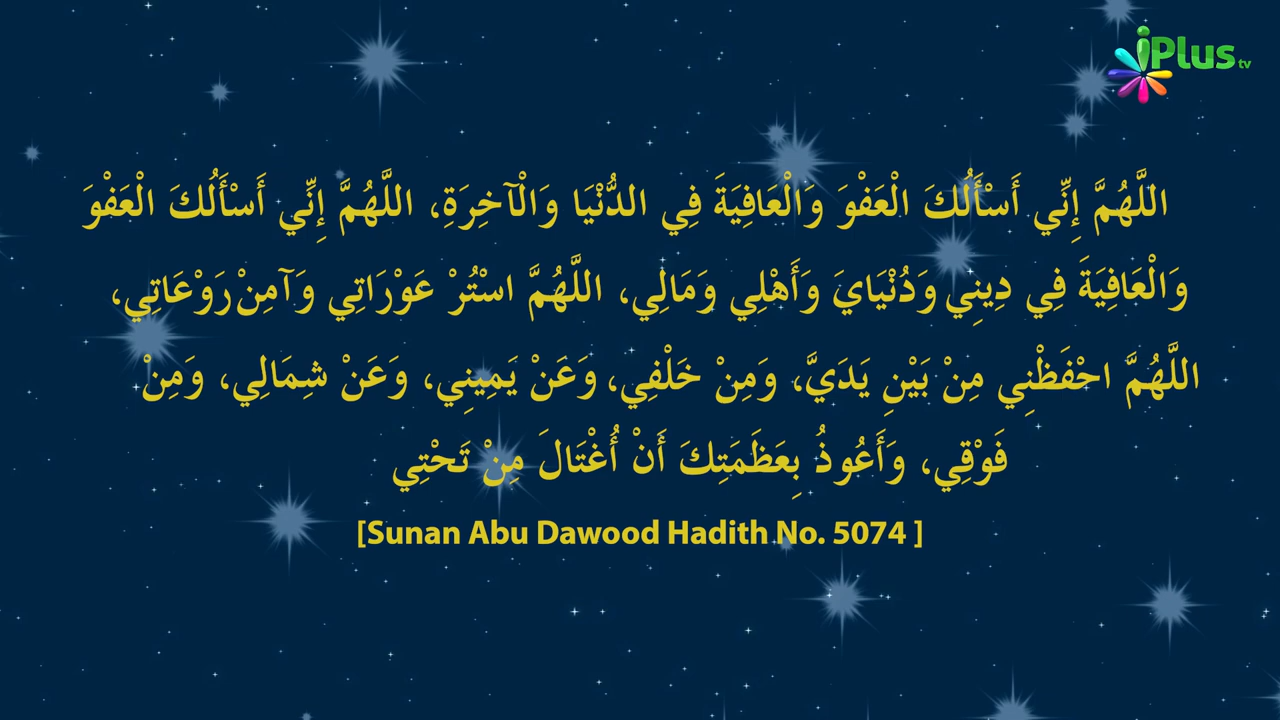 iPlus tv
اللَّهُمَّ إِنِّي أَسْأَلُكَ الْعَفْوَ وَالْعَافِيَةَ فِي الدُّنْيَا وَالْآخِرَةِ، اللَّهُمَّ إِنِّي أَسْأَلُكَ الْعَفْوَ
وَالْعَافِيَةَ فِي دِينِي وَدُنْيَايَ وَأَهْلِي وَمَالِي، اللَّهُمَّ اسْتُرْ عَوْرَاتِي وَآمِنْ رَوْعَاتِي،
اللَّهُمَّ احْفَظْنِي مِنْ بَيْنِ يَدَيَّ، وَمِنْ خَلْفِي، وَعَنْ يَمِينِي، وَعَنْ شِمَالِي، وَمِنْ
فَوْقِي، وَأَعُوذُ بِعَظَمَتِكَ أَنْ أُغْتَالَ مِنْ تَحْتِي
[Sunan Abu Dawood Hadith No. 5074 ]